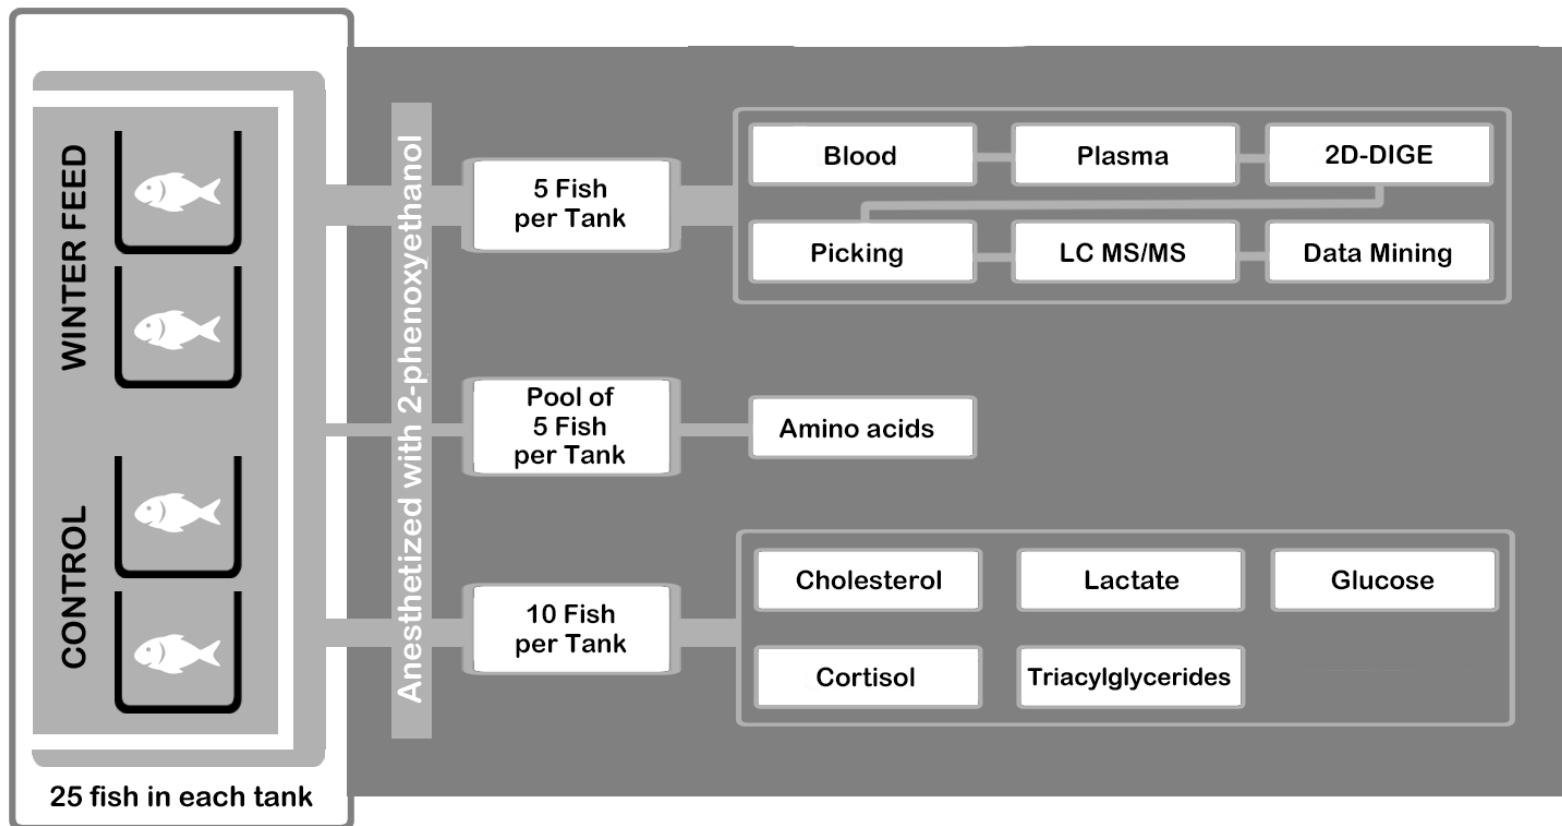 WINTER FEED
CONTROL
25 fish in each tank
Anesthetized with 2-phenoxyethanol
5 Fish
per Tank
Blood
Plasma
2D-DIGE
Picking
LC MS/MS
Data Mining
Pool of
5 Fish
per Tank
Amino acids
10 Fish
per Tank
Cholesterol
Lactate
Glucose
Cortisol
Triacylglycerides